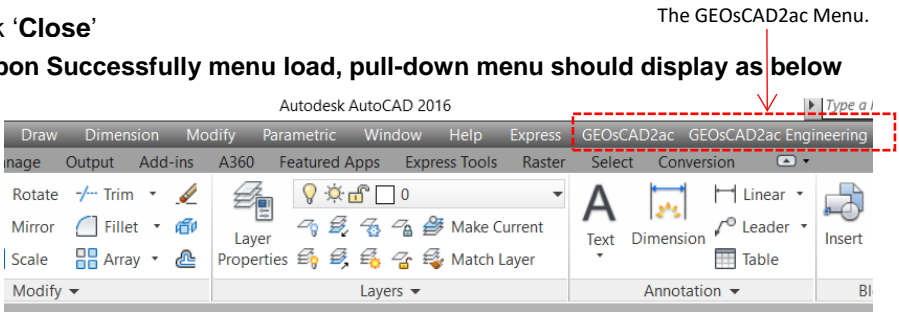 The GEOsCAD2ac Menu.
‘Close’
Successfully menu load, pull-down menu should display as below
Autodesk AutoCAD 2016
Type a
Draw Dimension Modify Parametric Window Help Express GEOsCAD2ac GEOsCAD2ac Engineering
Output Add-ins A360 Featured Apps Express Tools Raster Select Conversion
Rotate Trim 0 Linear
Mirror Fillet Make Current Leader
Layer Properties Text Dimension Insert
Scale Array Match Layer Table
Modify Layers Annotation